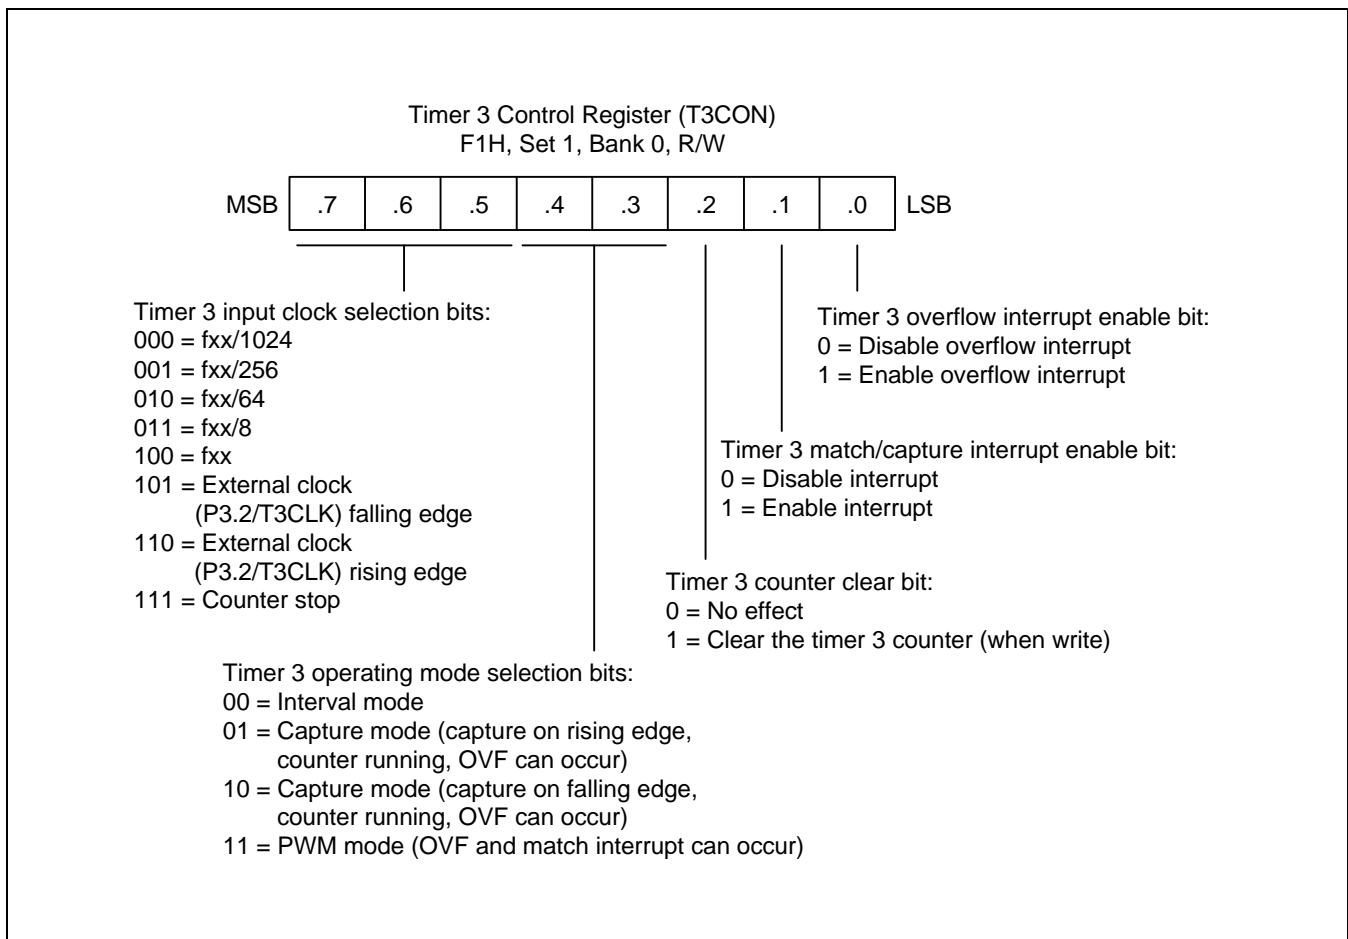 Timer 3 Control Register (T3CON)
F1H, Set 1, Bank 0, R/W
MSB .7 .6 .5 .4 .3 .2 .1 .0 LSB
Timer 3 input clock selection bits:
000 = fxx/1024
001 = fxx/256
010 = fxx/64
011 = fxx/8
100 = fxx
101 = External clock
(P3.2/T3CLK) falling edge
110 = External clock
(P3.2/T3CLK) rising edge
111 = Counter stop
Timer 3 overflow interrupt enable bit:
0 = Disable overflow interrupt
1 = Enable overflow interrupt
Timer 3 match/capture interrupt enable bit:
0 = Disable interrupt
1 = Enable interrupt
Timer 3 counter clear bit:
0 = No effect
1 = Clear the timer 3 counter (when write)
Timer 3 operating mode selection bits:
00 = Interval mode
01 = Capture mode (capture on rising edge,
counter running, OVF can occur)
10 = Capture mode (capture on falling edge,
counter running, OVF can occur)
11 = PWM mode (OVF and match interrupt can occur)